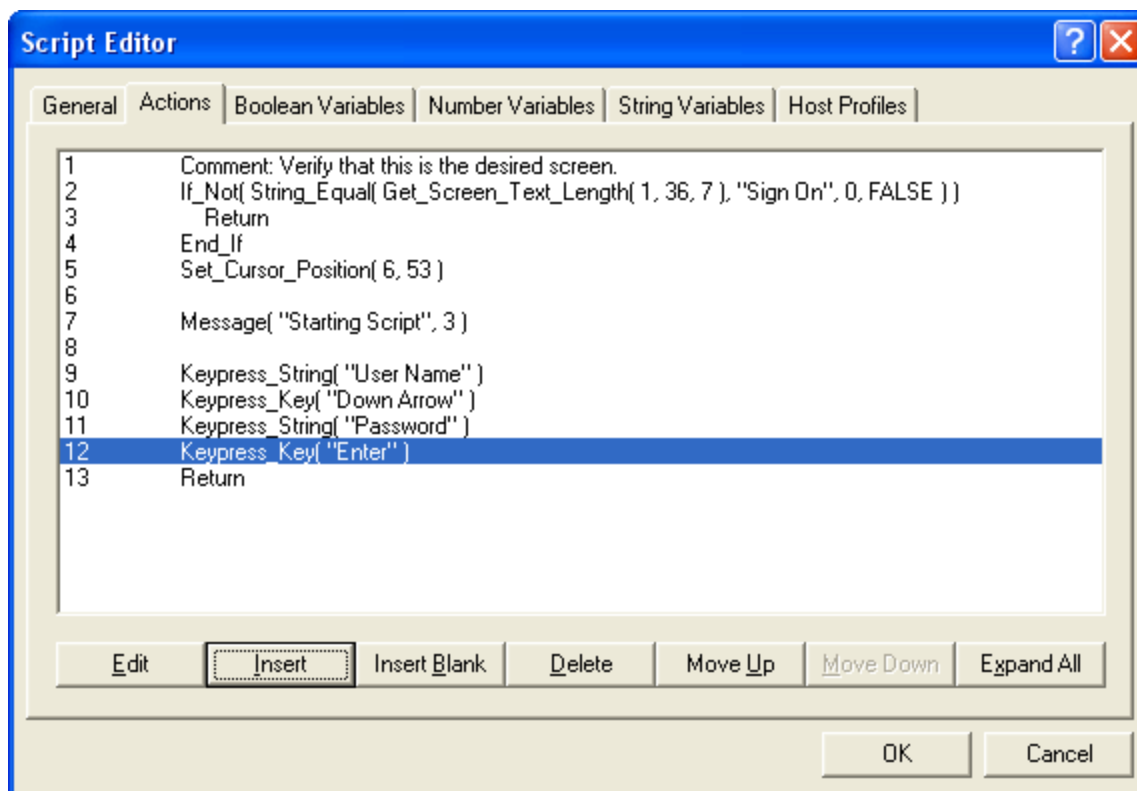 Script Editor
General Actions Boolean Variables Number Variables String Variables Host Profiles
1 Comment: Verify that this is the desired screen.
2 If_Not( String_Equal( Get_Screen_Text_Length( 1, 36, 7 ), "Sign On", 0, FALSE ) )
3 Return
4 End_If
5 Set_Cursor_Position( 6, 53 )
6
7 Message( "Starting Script", 3 )
8
9 Keypress_String( "User Name" )
10 Keypress_Key( "Down Arrow" )
11 Keypress_String( "Password" )
12 Keypress_Key( "Enter" )
13 Return
Edit Insert Insert Blank Delete Move Up Move Down Expand All
OK Cancel